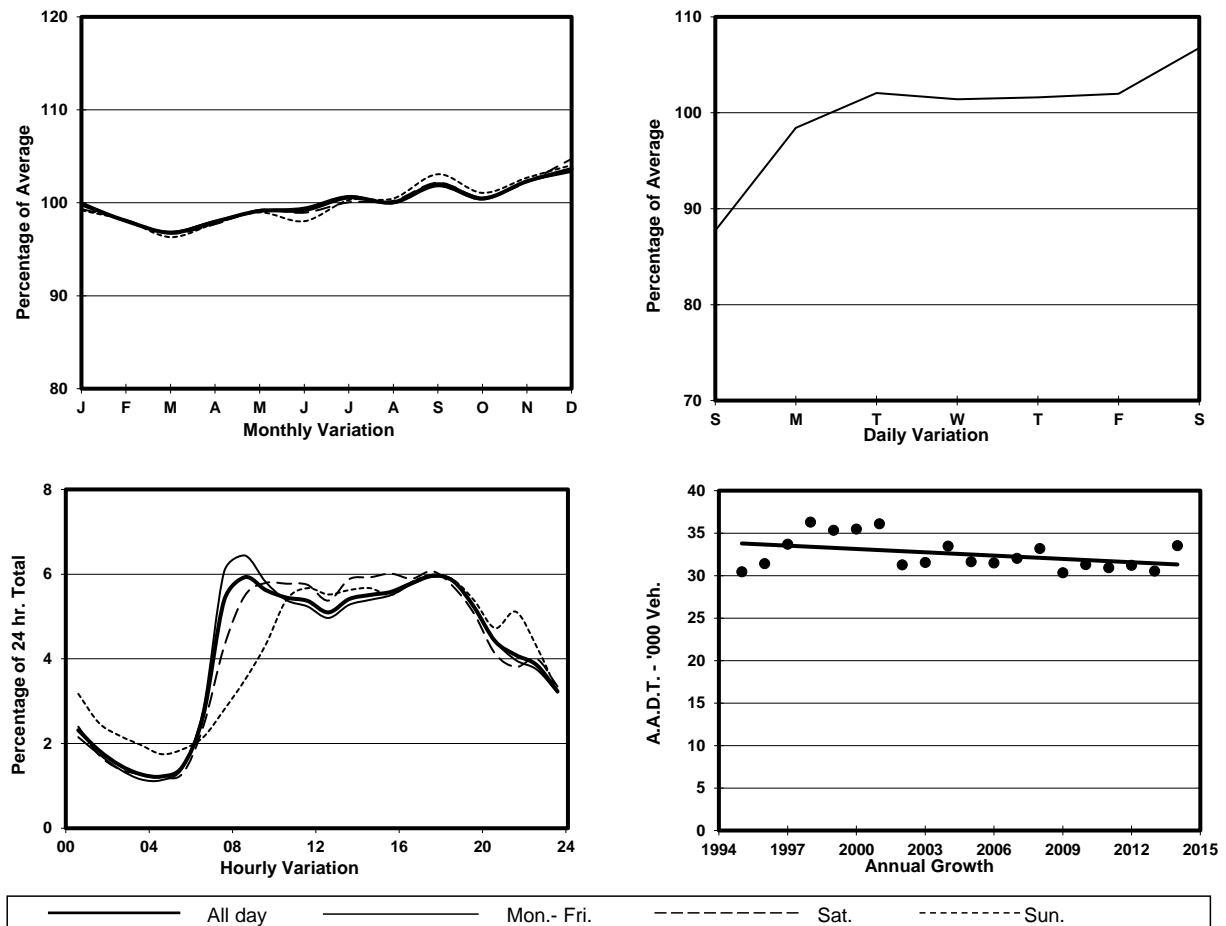 120
110
100
90
80
Percentage of Average
J F M A M J J A S O N D
Monthly Variation
110
100
90
80
70
Percentage of Average
S M T W T F S
Daily Variation
8
6
4
2
0
Percentage of 24 hr. Total
00 04 08 12 16 20 24
Hourly Variation
40
35
30
25
20
15
10
5
0
A.A.D.T. - '000 Veh.
1994 1997 2000 2003 2006 2009 2012 2015
Annual Growth
All day Mon.- Fri. Sat. Sun.